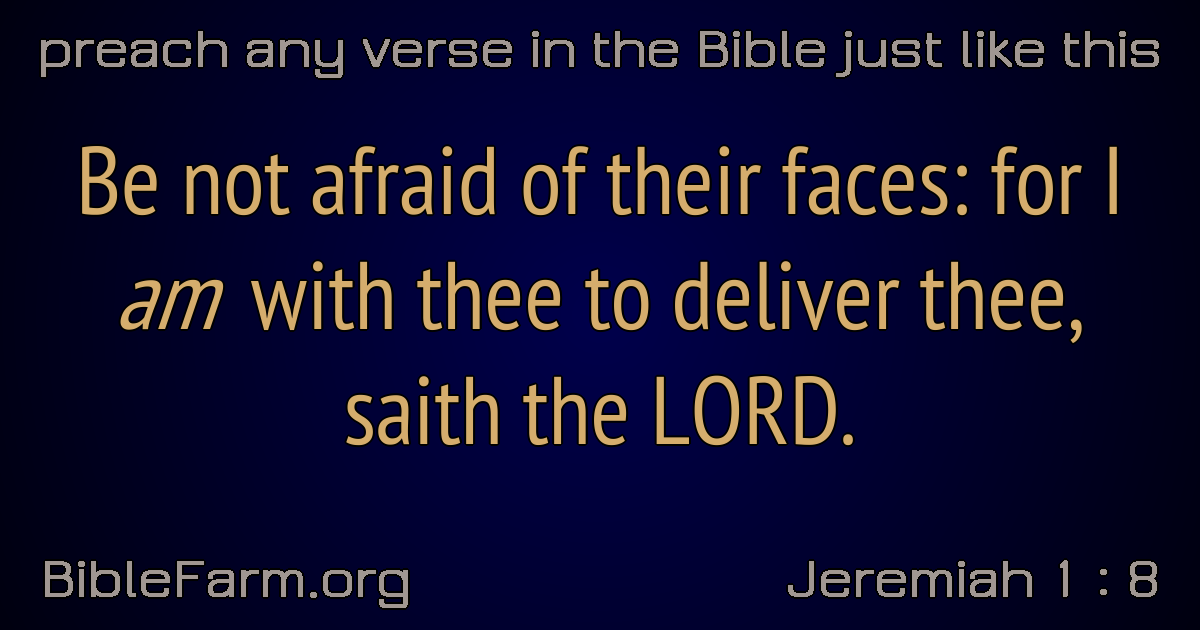 preach any verse in the Bible just like this
Be not afraid of their faces: for I
am with thee to deliver thee,
saith the LORD.
BibleFarm.org
Jeremiah 1 : 8